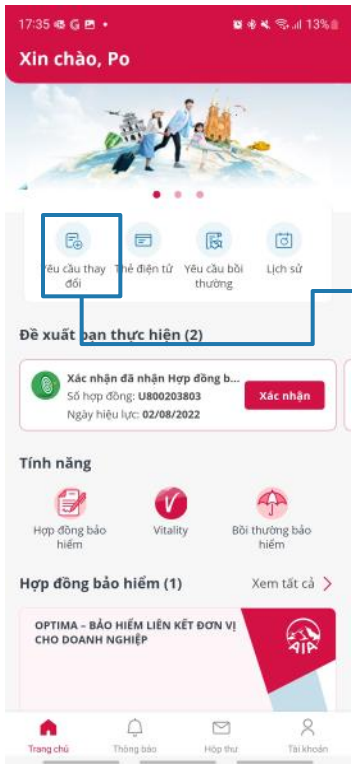 17:35 G 13%
Xin chào, Po
Yêu cầu thay đổi
Thẻ điện tử
Yêu cầu bồi thường
Lịch sử
Đề xuất bạn thực hiện (2)
Xác nhận đã nhận Hợp đồng b...
Số hợp đồng: U800203803
Ngày hiệu lực: 02/08/2022
Xác nhận
Tính năng
Hợp đồng bảo hiểm
Vitality
Bồi thường bảo hiểm
Hợp đồng bảo hiểm (1)
Xem tất cả
OPTIMA – BẢO HIỂM LIÊN KẾT ĐƠN VỊ
CHO DOANH NGHIỆP
AIA
Trang chủ
Thông báo
Hộp thư
Tài khoản